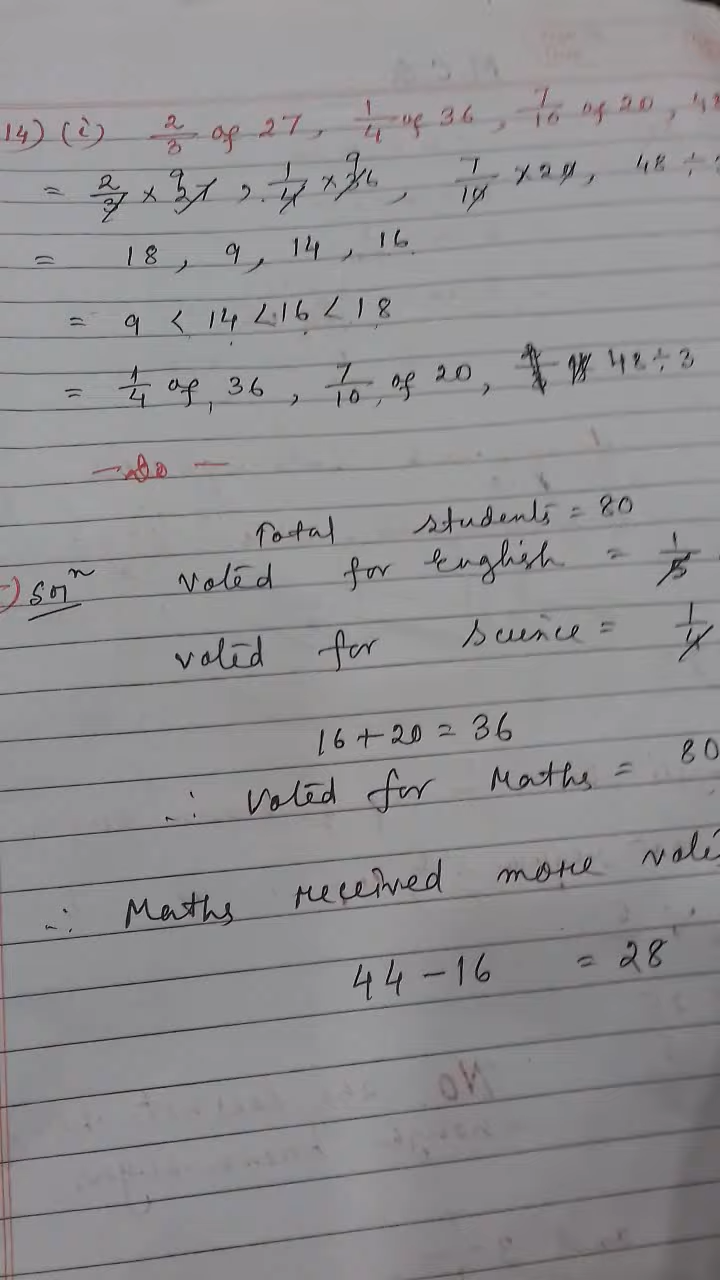 14) (i) 2/3 of 27, 1/4 of 36, 7/10 of 20, 48
= 2/3 × 27, 1/4 × 36, 7/10 × 20, 48 ÷
= 18, 9, 14, 16
= 9 < 14 < 16 < 18
= 1/4 of, 36, 7/10, of 20, 48 ÷ 3
Total students = 80
Solⁿ voted for english = 1/5
voted for science = 1/4
16 + 20 = 36
∴ voted for Maths = 80
∴ Maths received more
44 - 16 = 28